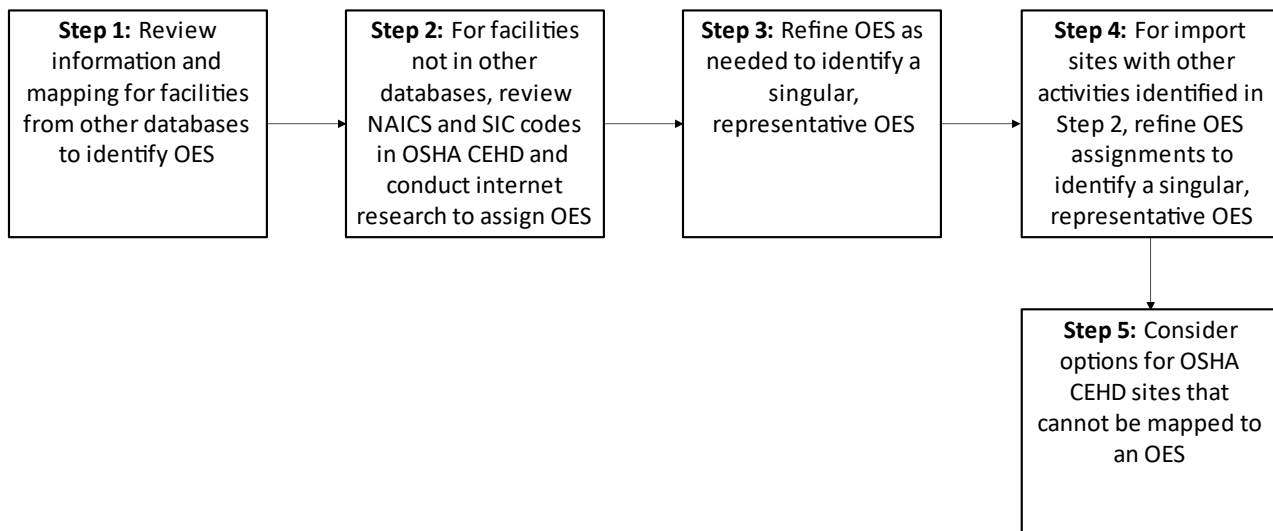 Step 1: Review
information and
mapping for facilities
from other databases
to identify OES
Step 2: For facilities
not in other
databases, review
NAICS and SIC codes
in OSHA CEHD and
conduct internet
research to assign OES
Step 3: Refine OES as
needed to identify a
singular,
representative OES
Step 4: For import
sites with other
activities identified in
Step 2, refine OES
assignments to
identify a singular,
representative OES
Step 5: Consider
options for OSHA
CEHD sites that
cannot be mapped to
an OES